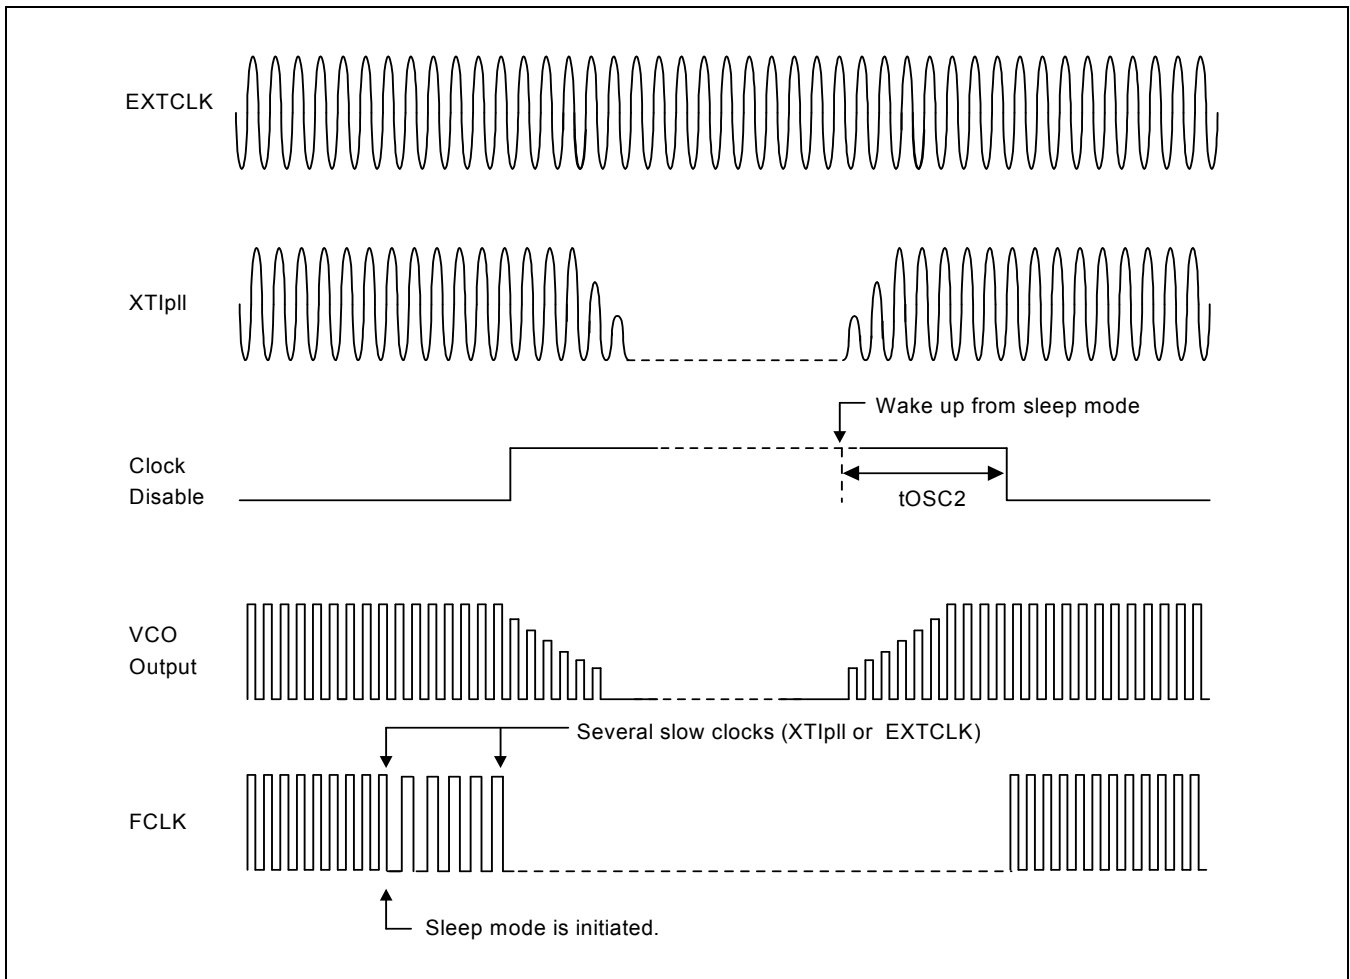 EXTCLK
XTIpll
Wake up from sleep mode
Clock
Disable
tOSC2
VCO
Output
Several slow clocks (XTIpll or EXTCLK)
FCLK
Sleep mode is initiated.